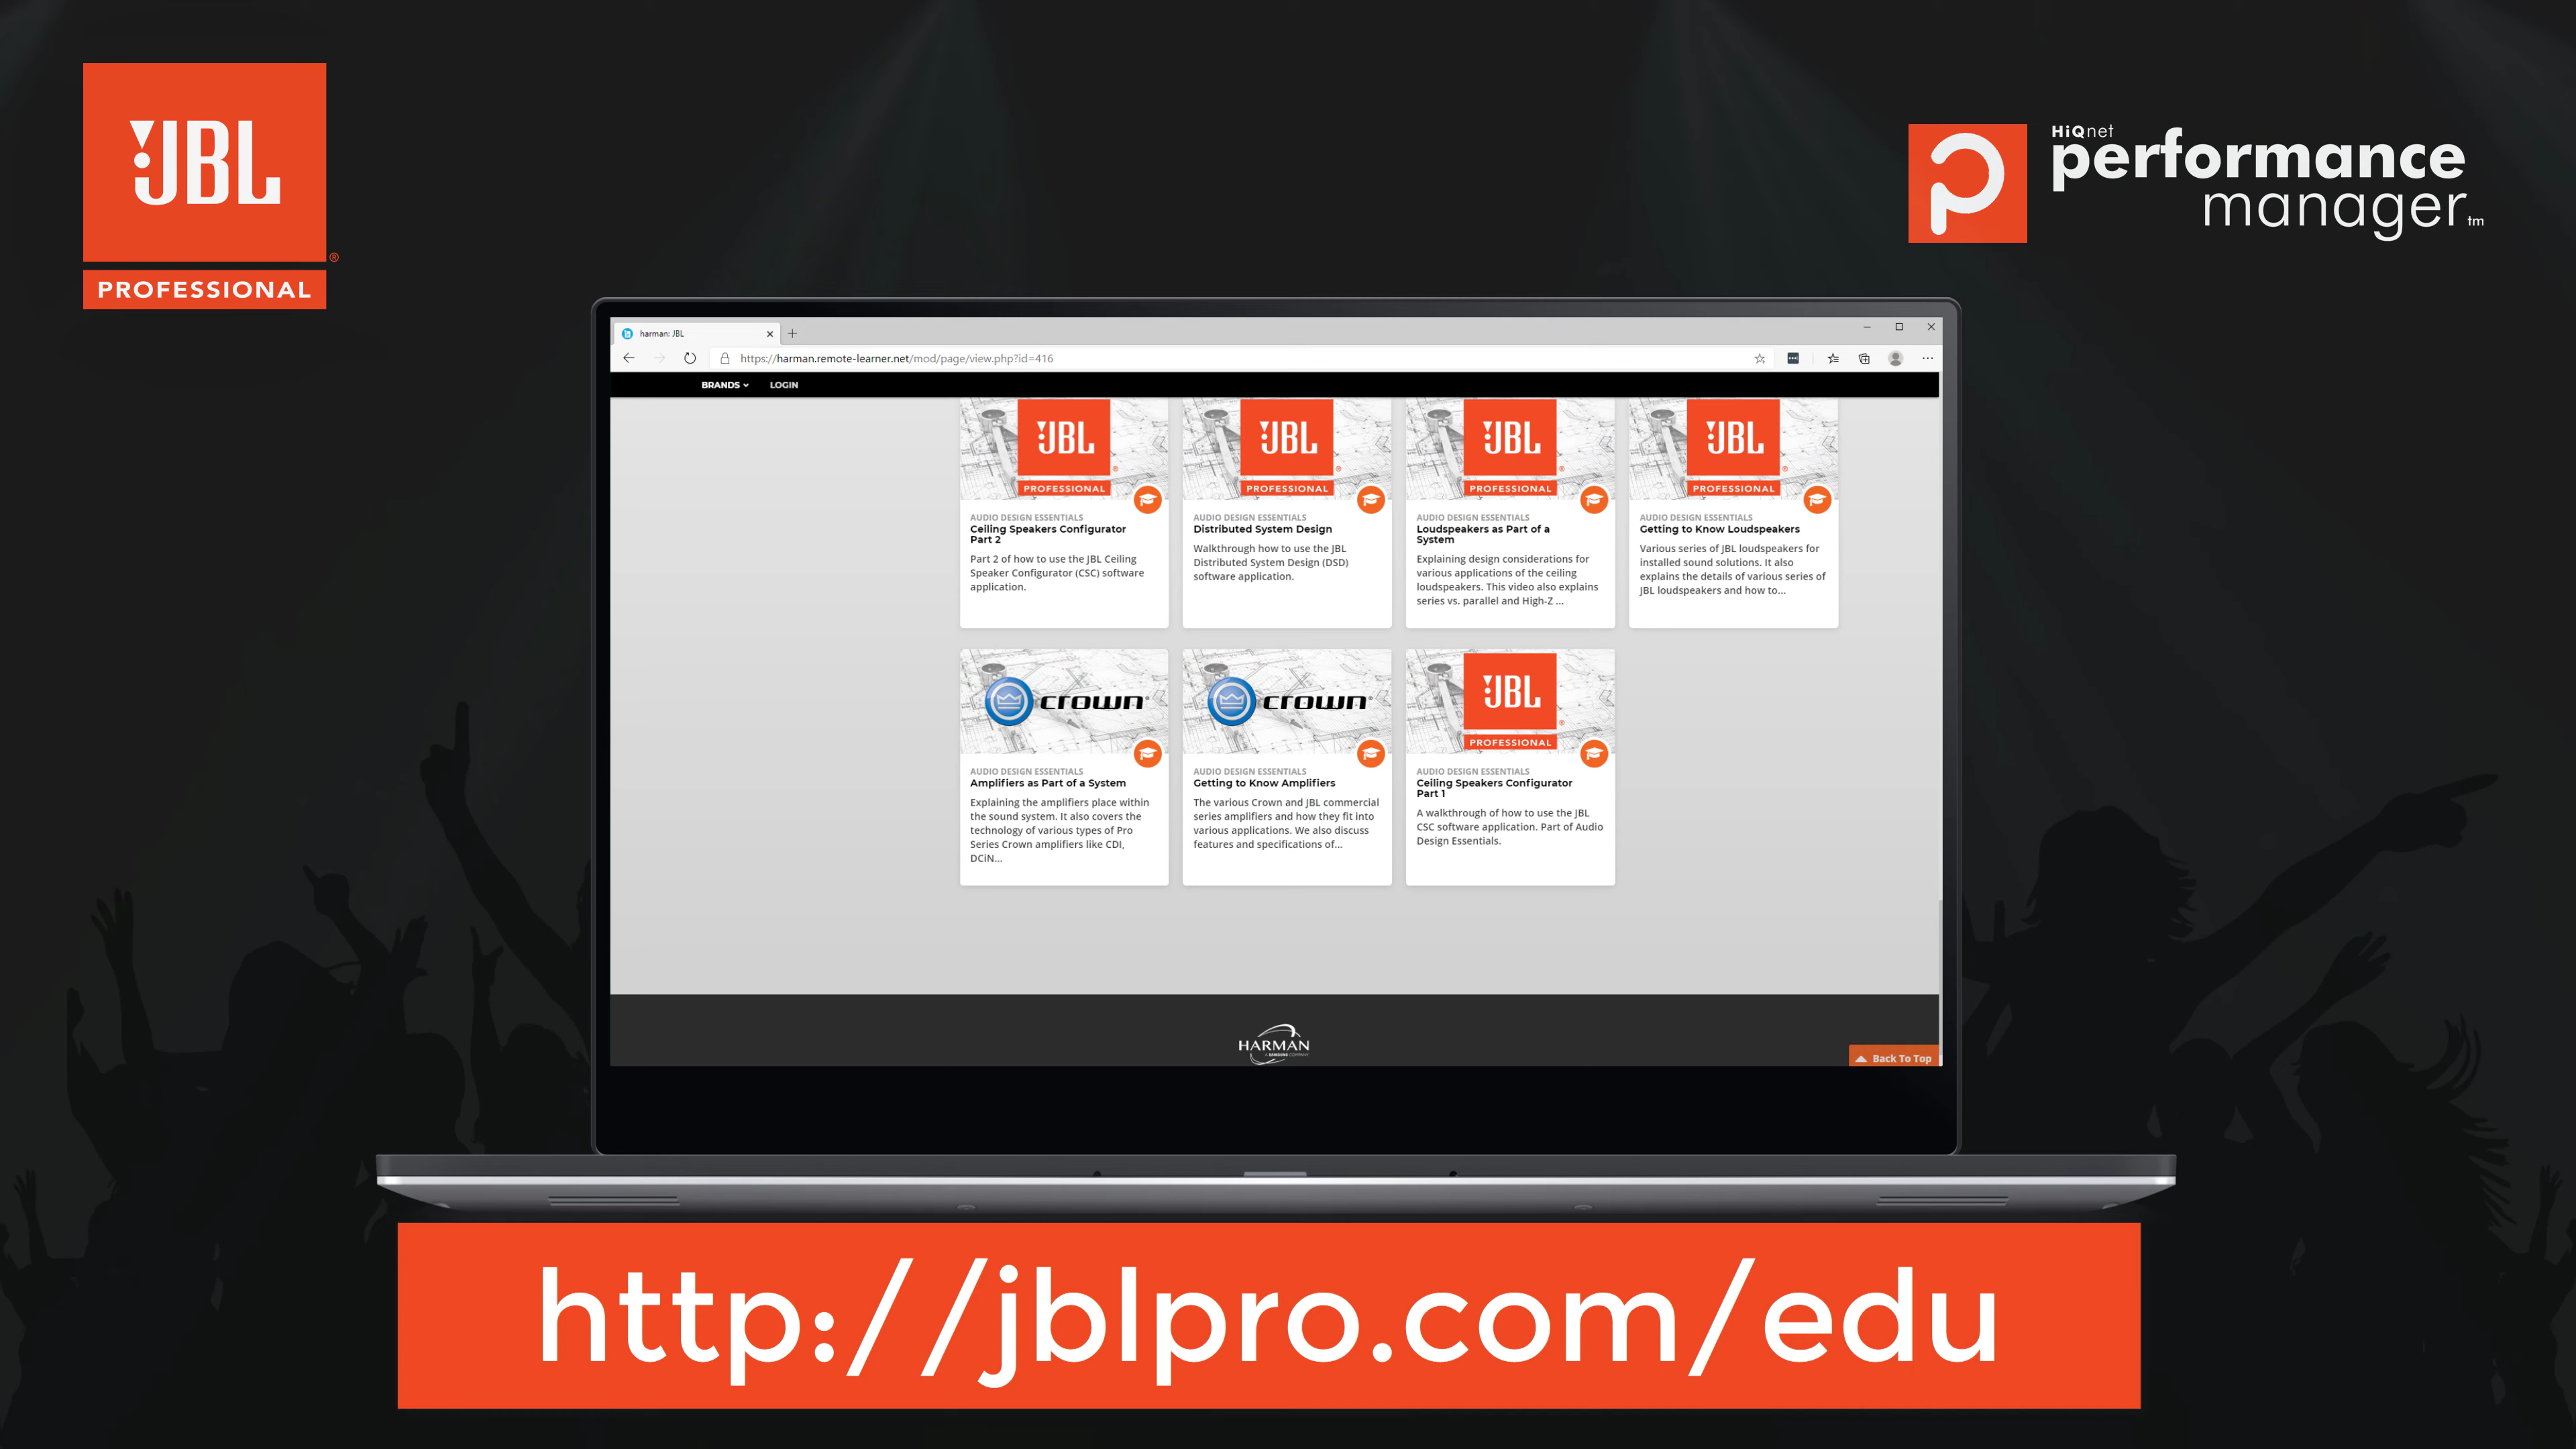 JBL
®
PROFESSIONAL
HiQnet
performance
manager tm
harman: JBL
https://harman.remote-learner.net/mod/page/view.php?id=416
BRANDS LOGIN
JBL
PROFESSIONAL
AUDIO DESIGN ESSENTIALS
Ceiling Speakers Configurator
Part 2
Part 2 of how to use the JBL Ceiling
Speaker Configurator (CSC) software
application.
JBL
PROFESSIONAL
AUDIO DESIGN ESSENTIALS
Distributed System Design
Walkthrough how to use the JBL
Distributed System Design (DSD)
software application.
JBL
PROFESSIONAL
AUDIO DESIGN ESSENTIALS
Loudspeakers as Part of a
System
Explaining design considerations for
various applications of the ceiling
loudspeakers. This video also explains
series vs. parallel and High-Z ...
JBL
PROFESSIONAL
AUDIO DESIGN ESSENTIALS
Getting to Know Loudspeakers
Various series of JBL loudspeakers for
installed sound solutions. It also
explains the details of various series of
JBL loudspeakers and how to...
crown
AUDIO DESIGN ESSENTIALS
Amplifiers as Part of a System
Explaining the amplifiers place within
the sound system. It also covers the
technology of various types of Pro
Series Crown amplifiers like CDI,
DCiN...
crown
AUDIO DESIGN ESSENTIALS
Getting to Know Amplifiers
The various Crown and JBL commercial
series amplifiers and how they fit into
various applications. We also discuss
features and specifications of...
JBL
PROFESSIONAL
AUDIO DESIGN ESSENTIALS
Ceiling Speakers Configurator
Part 1
A walkthrough of how to use the JBL
CSC software application. Part of Audio
Design Essentials.
HARMAN
A SAMSUNG COMPANY
Back To Top
http://jblpro.com/edu